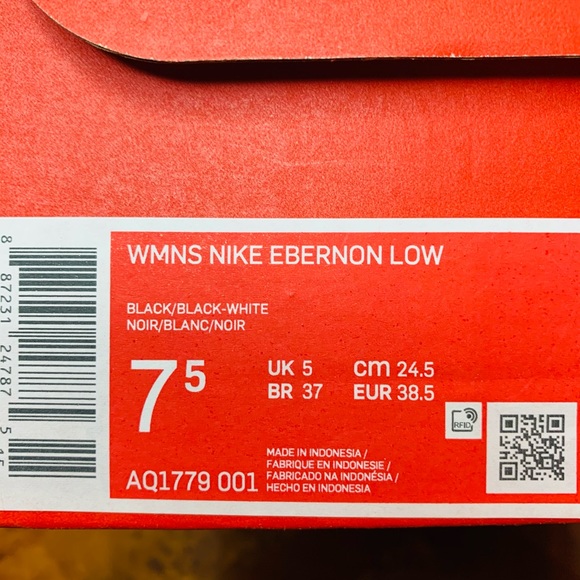 WMNS NIKE EBERNON LOW
BLACK/BLACK-WHITE
NOIR/BLANC/NOIR
7 5
UK 5 cm 24.5
BR 37 EUR 38.5
RFID
MADE IN INDONESIA /
FABRIQUE EN INDONESIE /
FABRICADO NA INDONÉSIA /
HECHO EN INDONESIA
AQ1779 001
8 87231 24787 5